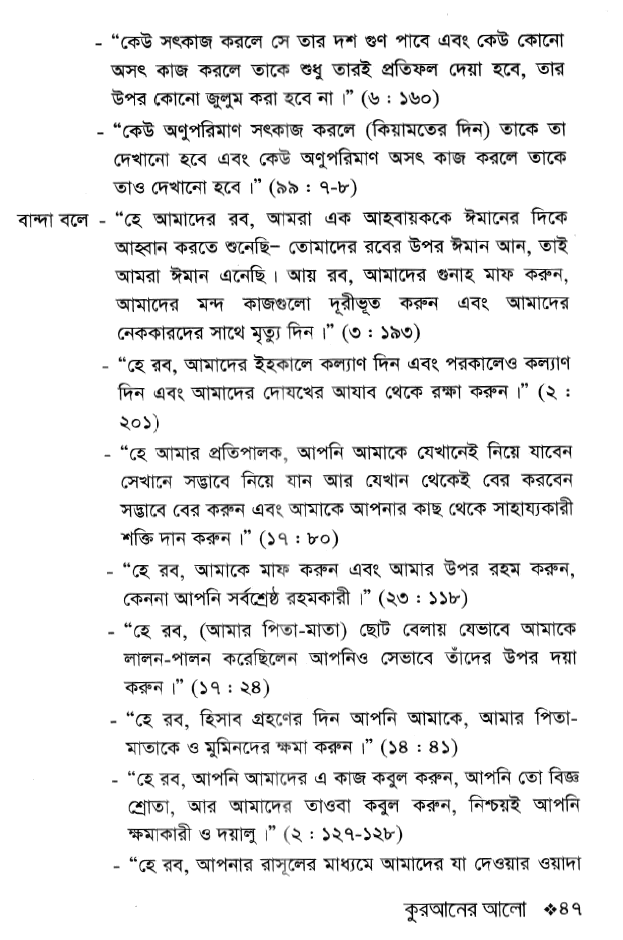 - “কেউ সৎকাজ করলে সে তার দশ গুণ পাবে এবং কেউ কোনো
অসৎ কাজ করলে তাকে শুধু তারই প্রতিফল দেয়া হবে, তার
উপর কোনো জুলুম করা হবে না।” (৬ : ১৬০)
- “কেউ অণুপরিমাণ সৎকাজ করলে (কিয়ামতের দিন) তাকে তা
দেখানো হবে এবং কেউ অণুপরিমাণ অসৎ কাজ করলে তাকে
তাও দেখানো হবে।” (৯৯ : ৭-৮)
বান্দা বলে - “হে আমাদের রব, আমরা এক আহবায়ককে ঈমানের দিকে
আহ্বান করতে শুনেছি– তোমাদের রবের উপর ঈমান আন, তাই
আমরা ঈমান এনেছি। আয় রব, আমাদের গুনাহ মাফ করুন,
আমাদের মন্দ কাজগুলো দূরীভূত করুন এবং আমাদের
নেককারদের সাথে মৃত্যু দিন।” (৩ : ১৯৩)
- “হে রব, আমাদের ইহকালে কল্যাণ দিন এবং পরকালেও কল্যাণ
দিন এবং আমাদের দোযখের আযাব থেকে রক্ষা করুন।” (২ :
২০১)
- “হে আমার প্রতিপালক, আপনি আমাকে যেখানেই নিয়ে যাবেন
সেখানে সদ্ভাবে নিয়ে যান আর যেখান থেকেই বের করবেন
সদ্ভাবে বের করুন এবং আমাকে আপনার কাছ থেকে সাহায্যকারী
শক্তি দান করুন।” (১৭ : ৮০)
- “হে রব, আমাকে মাফ করুন এবং আমার উপর রহম করুন,
কেননা আপনি সর্বশ্রেষ্ঠ রহমকারী।” (২৩ : ১১৮)
- “হে রব, (আমার পিতা-মাতা) ছোট বেলায় যেভাবে আমাকে
লালন-পালন করেছিলেন আপনিও সেভাবে তাঁদের উপর দয়া
করুন।” (১৭ : ২৪)
- “হে রব, হিসাব গ্রহণের দিন আপনি আমাকে, আমার পিতা-
মাতাকে ও মুমিনদের ক্ষমা করুন।” (১৪ : ৪১)
- “হে রব, আপনি আমাদের এ কাজ কবুল করুন, আপনি তো বিজ্ঞ
শ্রোতা, আর আমাদের তাওবা কবুল করুন, নিশ্চয়ই আপনি
ক্ষমাকারী ও দয়ালু।” (২ : ১২৭-১২৮)
- “হে রব, আপনার রাসূলের মাধ্যমে আমাদের যা দেওয়ার ওয়াদা
কুরআনের আলো ❖৪৭